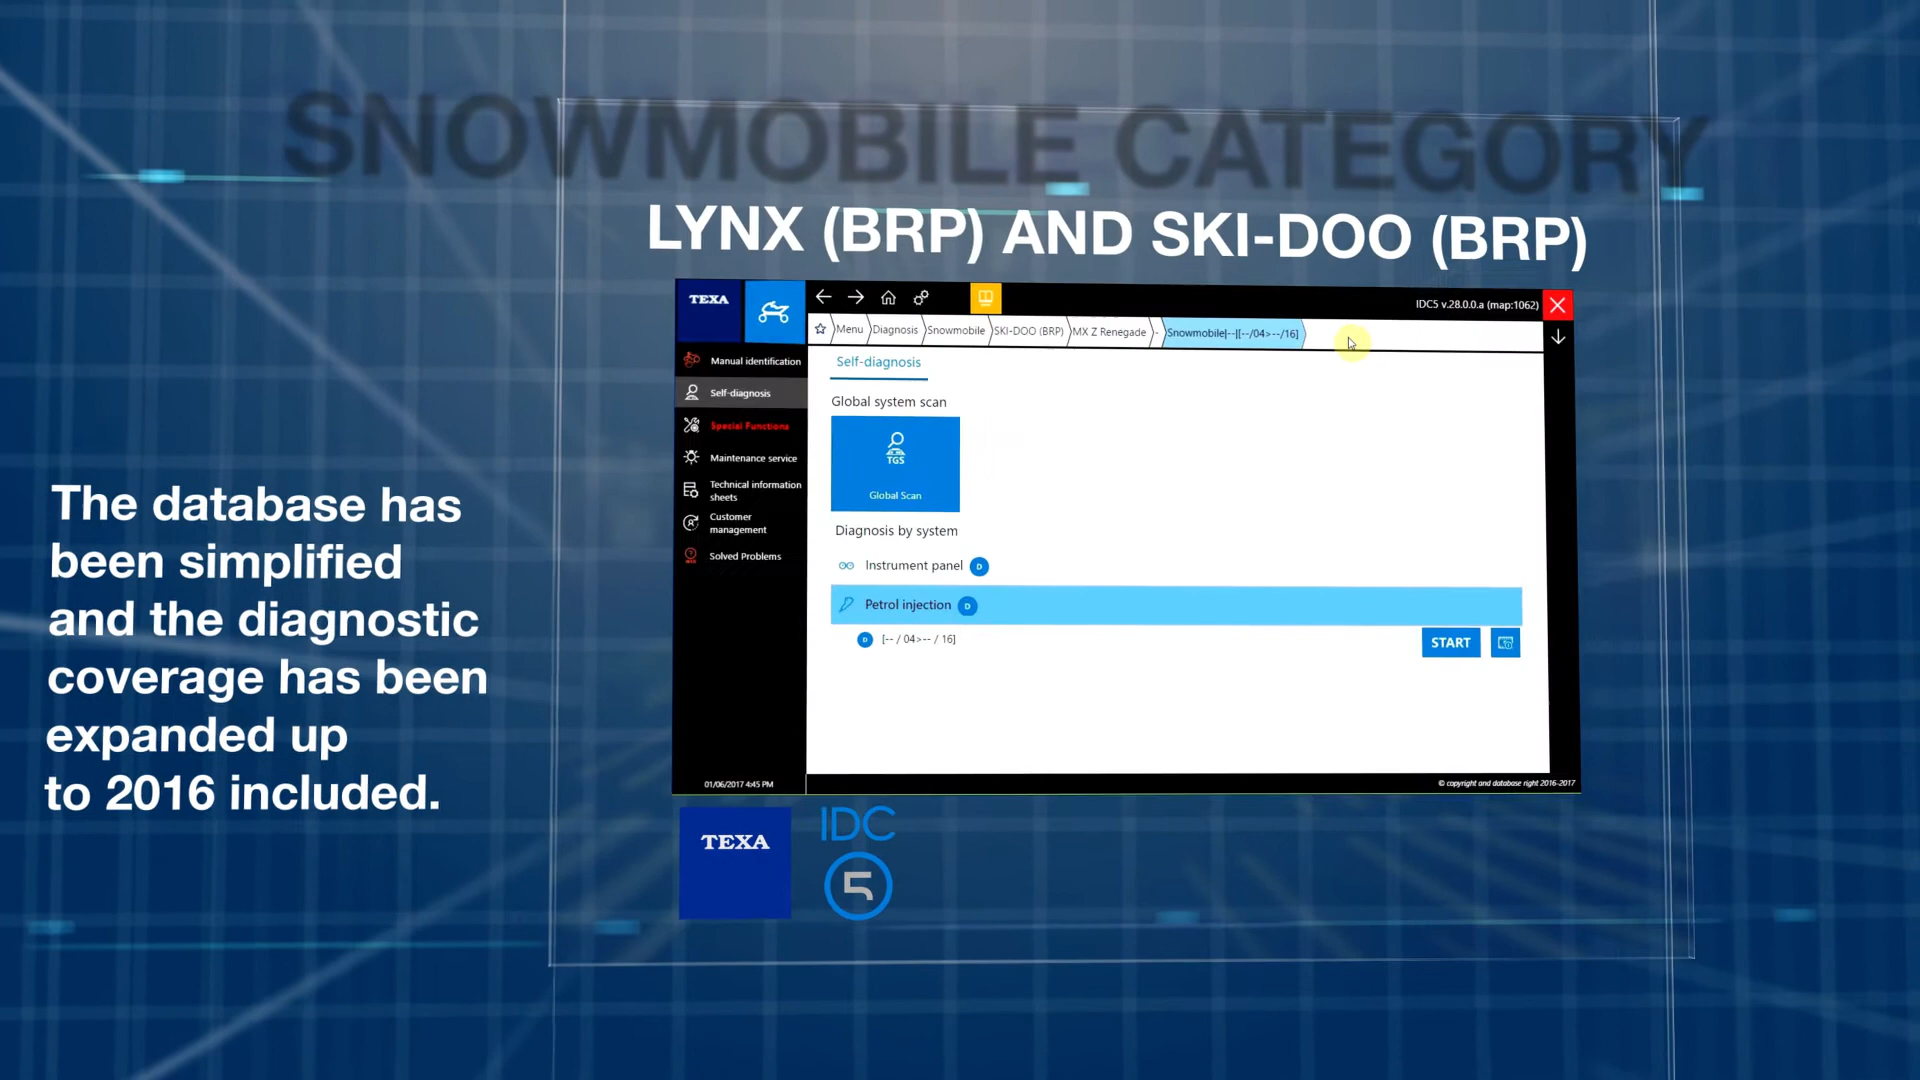 SNOWMOBILE CATEGORY
LYNX (BRP) AND SKI-DOO (BRP)
The database has
been simplified
and the diagnostic
coverage has been
expanded up
to 2016 included.
TEXA
IDC5 v.28.0.0.a (map:1062)
Menu Diagnosis Snowmobile SKI-DOO (BRP) MX Z Renegade - Snowmobile|--|[--/04>--/16]
Manual identification
Self-diagnosis
Special Functions
Maintenance service
Technical information
sheets
Customer
management
Solved Problems
01/06/2017 4:45 PM
Self-diagnosis
Global system scan
TGS
Global Scan
Diagnosis by system
Instrument panel D
Petrol injection D
D [-- / 04>-- / 16]
START
© copyright and database right 2016-2017
TEXA
IDC
5